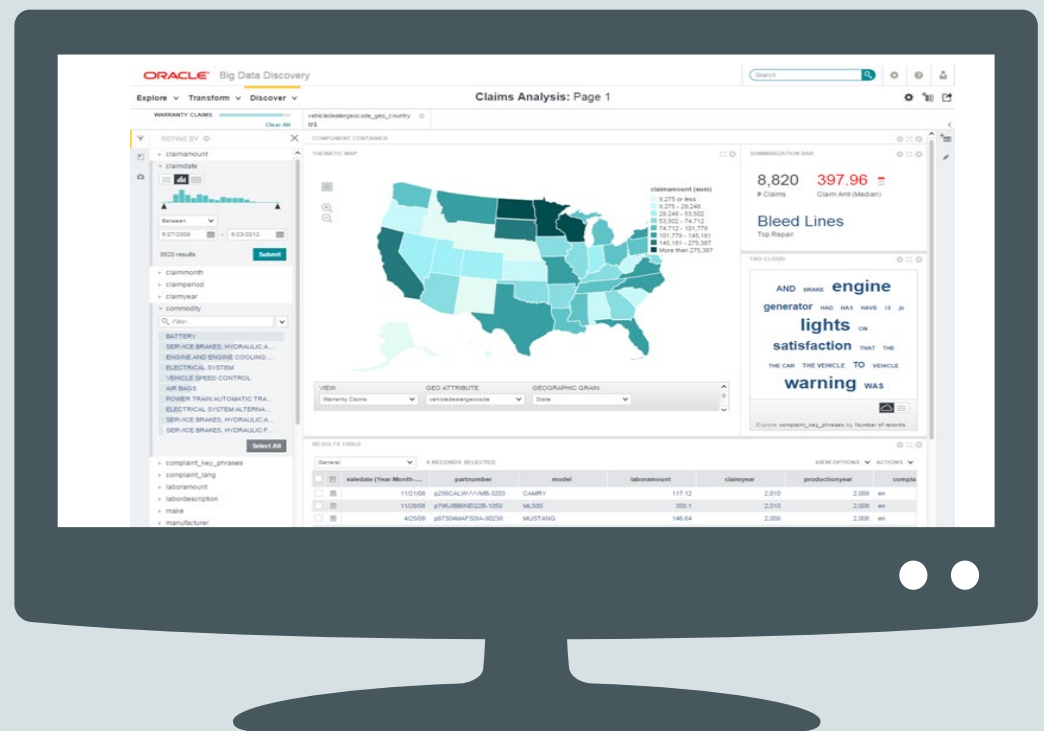 ORACLE Big Data Discovery
Search
Explore Transform Discover
Claims Analysis: Page 1
WARRANTY CLAIMS
Clear All
vehicledealergeocode_geo_country
US
REFINE BY
claimamount
claimdate
Between
8620 results
Submit
claimmonth
claimperiod
claimyear
commodity
Filter...
BATTERY
SERVICE BRAKES, HYDRAULIC:A...
ENGINE AND ENGINE COOLING:...
ELECTRICAL SYSTEM
VEHICLE SPEED CONTROL
AIR BAGS
POWER TRAIN:AUTOMATIC TRA...
ELECTRICAL SYSTEM:ALTERNA...
SERVICE BRAKES, HYDRAULIC:A...
SERVICE BRAKES, HYDRAULIC:F...
Select All
complaint_key_phrases
complaint_lang
laboramount
labordescription
make
manufacturer
COMPONENT CONTAINER
THEMATIC MAP
claimamount (sum)
9,275 or less
9,275 - 29,248
29,248 - 53,502
53,502 - 74,712
74,712 - 101,779
101,779 - 145,181
145,181 - 275,387
More than 275,387
VIEW GEO ATTRIBUTE GEOGRAPHIC GRAIN
Warranty Claims vehicledealergeocode State
SUMMARIZATION BAR
8,820 397.96
# Claims Claim Amt (Median)
Bleed Lines
Top Repair
TAG CLOUD
AND BRAKE engine
generator HAD HAS HAVE IS
lights ON
satisfaction THAT THE
THE CAR THE VEHICLE TO VEHICLE
warning WAS
Explore complaint_key_phrases by Number of records.
RESULTS TABLE
General RECORDS SELECTED VIEW OPTIONS ACTIONS
saledate (Year-Month-... partnumber model laboramount claimyear productionyear compla
11/21/08 CAMRY 117.12 2,010 2,008 en
11/26/08 ML500 350.1 2,010 2,008 en
4/25/09 MUSTANG 146.64 2,009 2,008 en